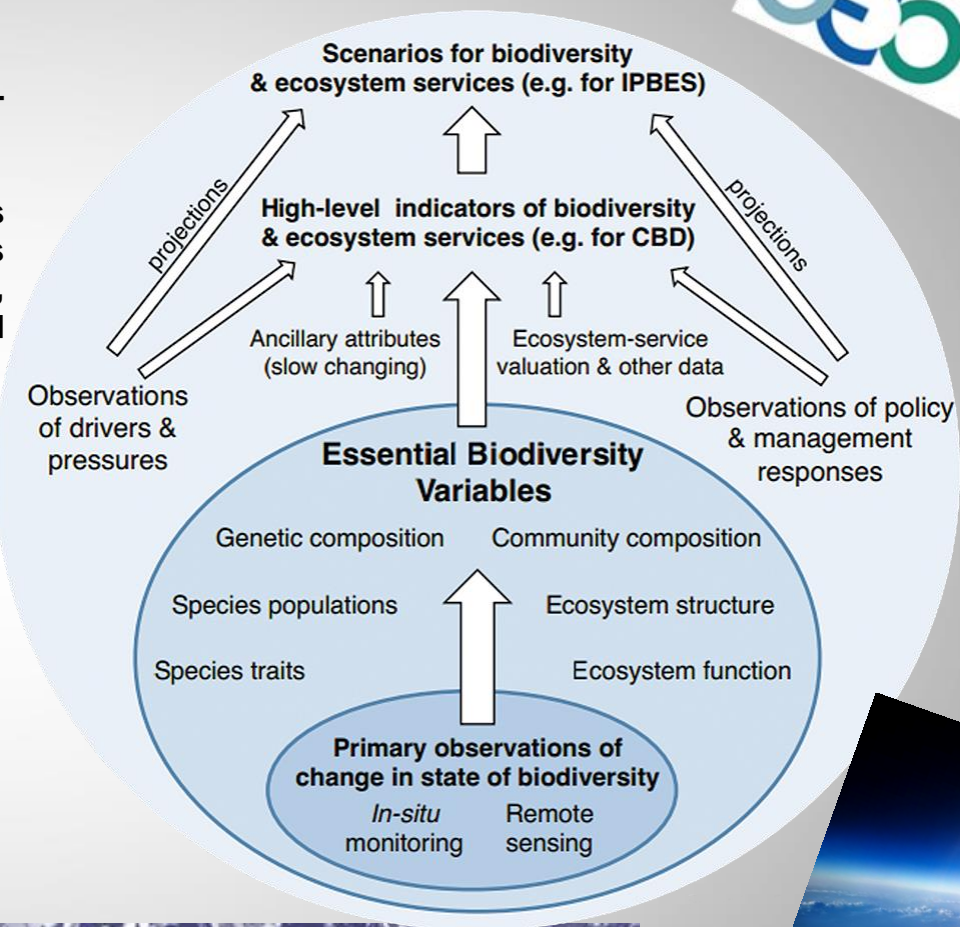 Scenarios for biodiversity
& ecosystem services (e.g. for IPBES)
projections
projections
High-level indicators of biodiversity
& ecosystem services (e.g. for CBD)
Ancillary attributes
(slow changing)
Ecosystem-service
valuation & other data
Observations
of drivers &
pressures
Observations of policy
& management
responses
Essential Biodiversity
Variables
Genetic composition
Community composition
Species populations
Ecosystem structure
Species traits
Ecosystem function
Primary observations of
change in state of biodiversity
In-situ
monitoring
Remote
sensing